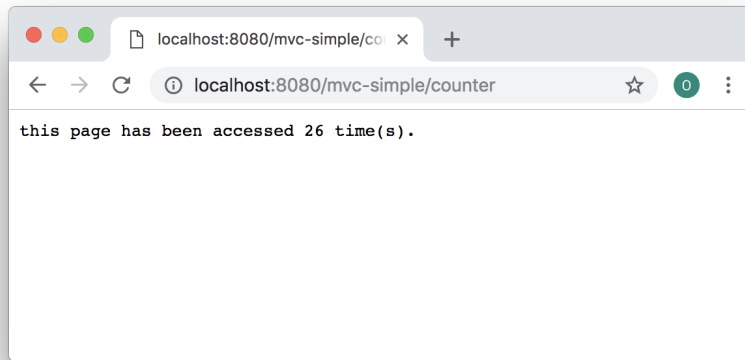 localhost:8080/mvc-simple/co
localhost:8080/mvc-simple/counter
O
this page has been accessed 26 time(s).